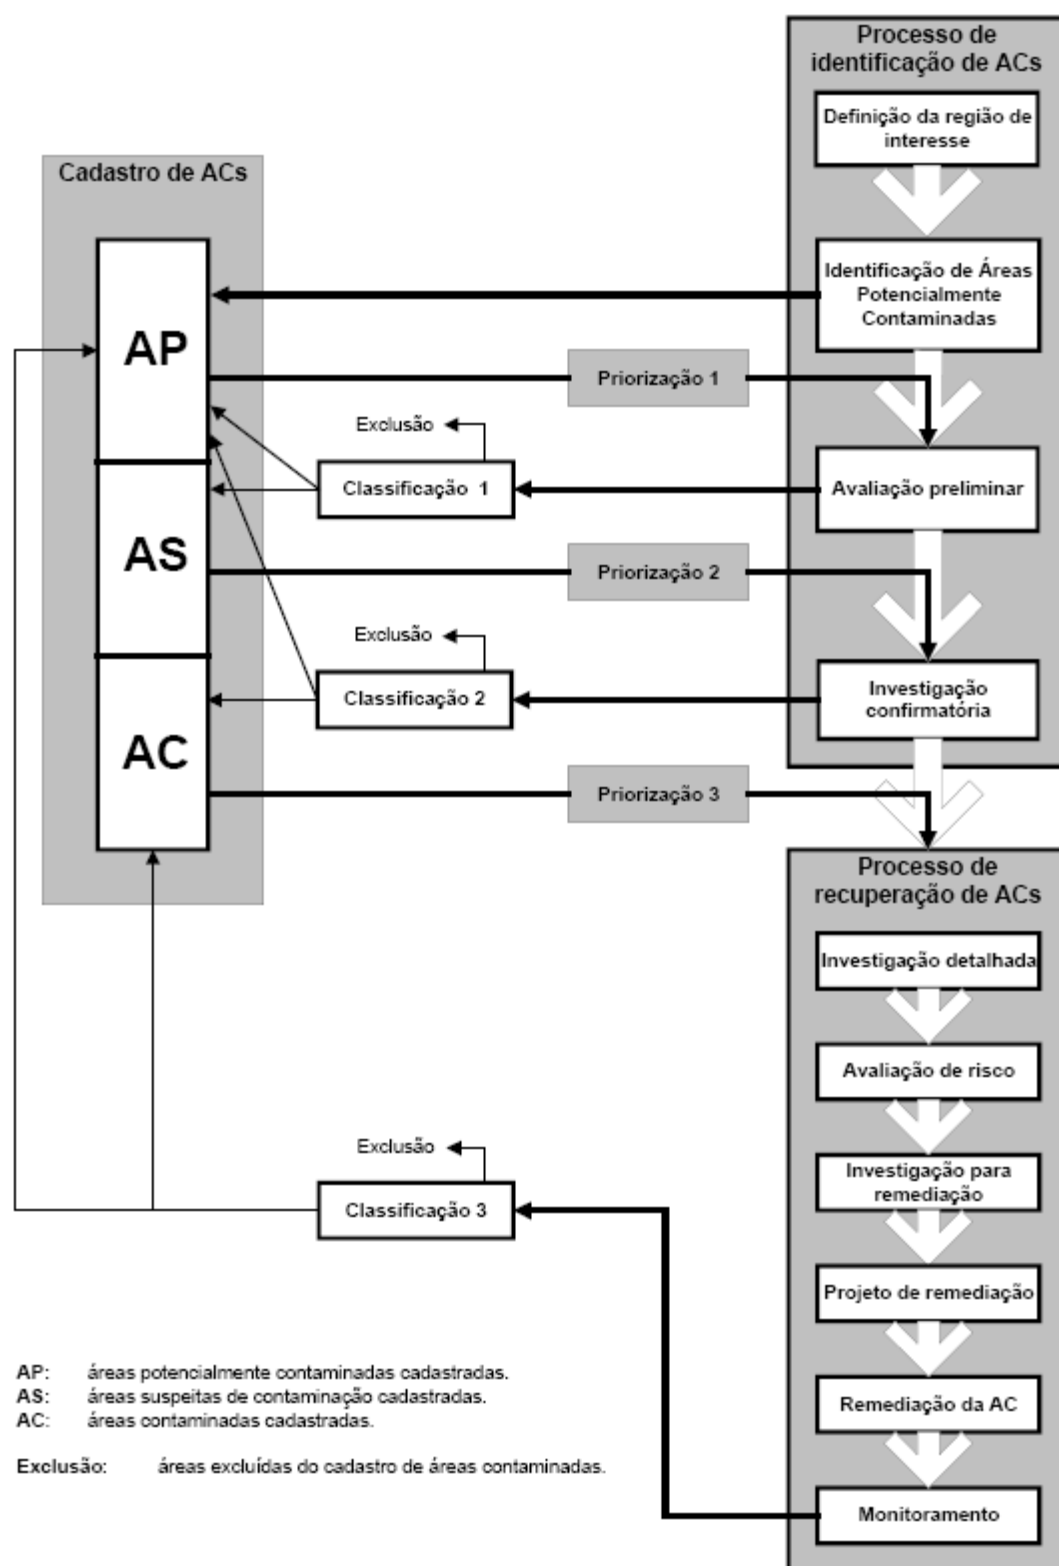 Processo de
identificação de ACs
Definição da região de
interesse
Cadastro de ACs
Identificação de Áreas
Potencialmente
Contaminadas
AP
Priorização 1
Exclusão
Classificação 1
Avaliação preliminar
AS
Priorização 2
Exclusão
Classificação 2
Investigação
confirmatória
AC
Priorização 3
Processo de
recuperação de ACs
Investigação detalhada
Avaliação de risco
Exclusão
Investigação para
remediação
Classificação 3
Projeto de remediação
AP: áreas potencialmente contaminadas cadastradas.
AS: áreas suspeitas de contaminação cadastradas.
AC: áreas contaminadas cadastradas.
Remediação da AC
Exclusão: áreas excluídas do cadastro de áreas contaminadas.
Monitoramento